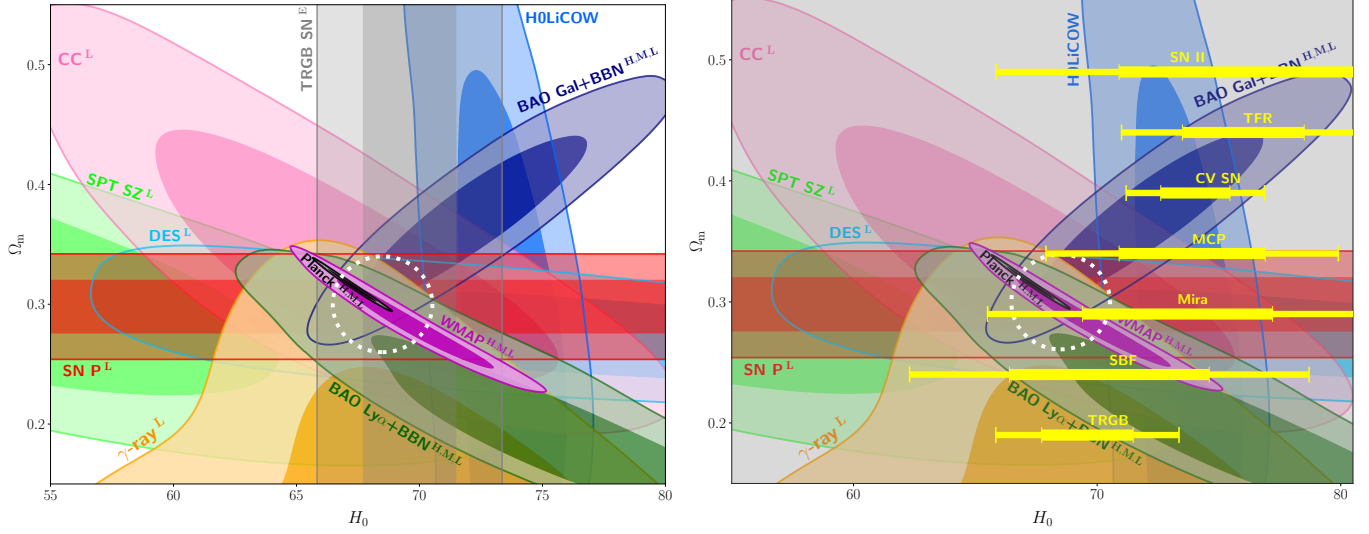 CC L
TRGB SN E
H0LiCOW
BAO Gal+BBN H,M,L
SPT SZ L
DES L
Planck H,M,L
WMAP H,M,L
SN P L
BAO Lyα+BBN H,M,L
γ-ray L
0.5
0.4
0.3
0.2
Ωm
55
60
65
70
75
80
H0
CC L
H0LiCOW
SN II
BAO Gal+BBN H,M,L
TFR
CV SN
SPT SZ L
DES L
MCP
Planck H,M,L
Mira
WMAP H,M,L
SBF
SN P L
TRGB
BAO Lyα+BBN H,M,L
γ-ray L
0.5
0.4
0.3
0.2
Ωm
60
70
80
H0